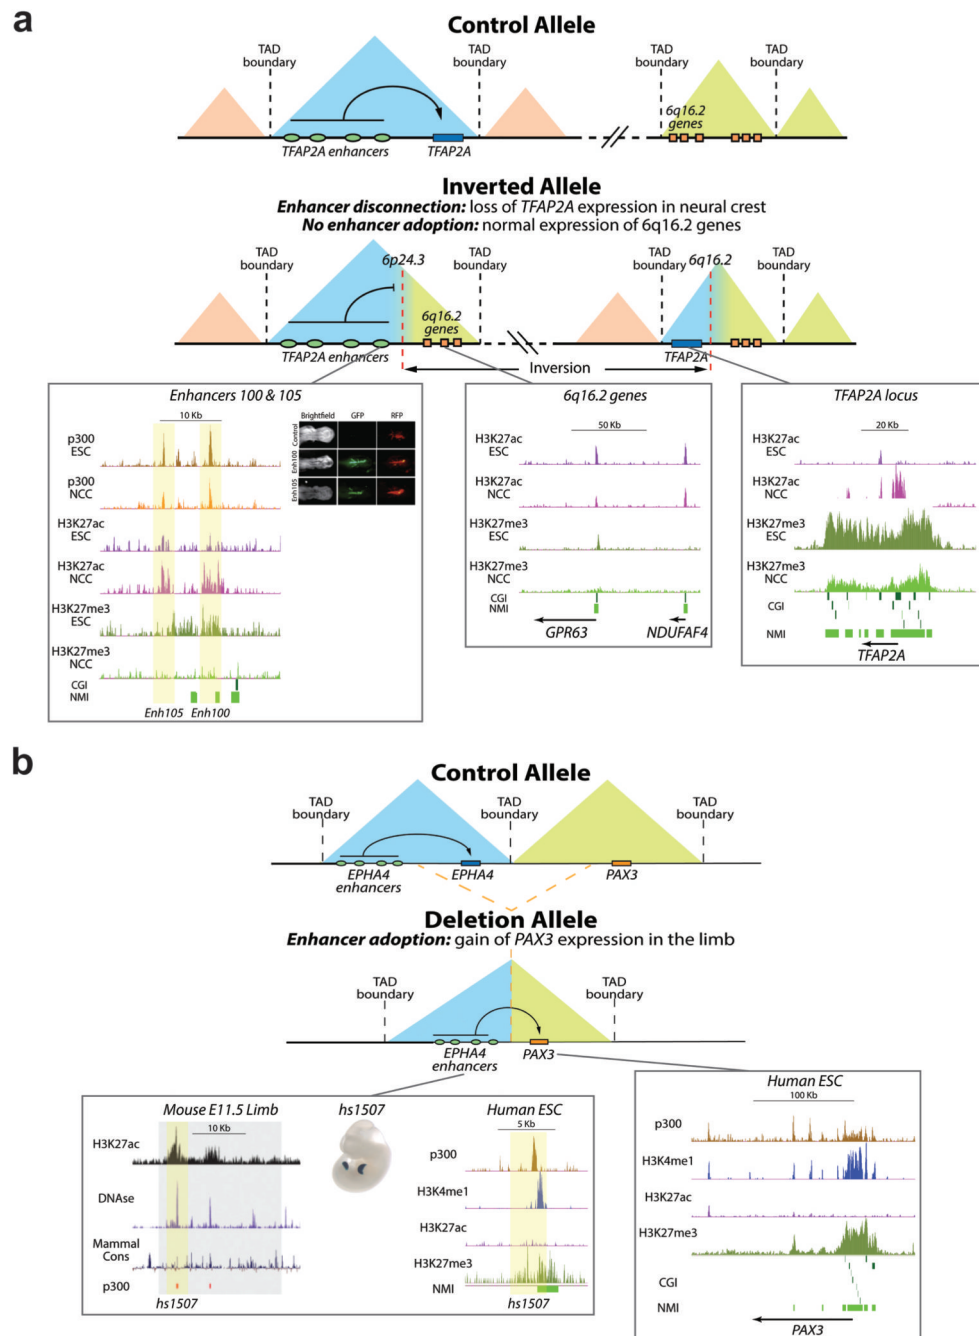 a
Control Allele
TAD boundary
TAD boundary
TAD boundary
TAD boundary
6q16.2 genes
TFAP2A enhancers
TFAP2A
Inverted Allele
Enhancer disconnection: loss of TFAP2A expression in neural crest
No enhancer adoption: normal expression of 6q16.2 genes
TAD boundary
6p24.3
TAD boundary
TAD boundary
6q16.2
TAD boundary
6q16.2 genes
TFAP2A enhancers
TFAP2A
Inversion
Enhancers 100 & 105
10 Kb
Brightfield GFP RFP
Control
Enh100
Enh105
p300 ESC
p300 NCC
H3K27ac ESC
H3K27ac NCC
H3K27me3 ESC
H3K27me3 NCC
CGI
NMI
Enh105 Enh100
6q16.2 genes
50 Kb
H3K27ac ESC
H3K27ac NCC
H3K27me3 ESC
H3K27me3 NCC
CGI
NMI
GPR63
NDUFAF4
TFAP2A locus
20 Kb
H3K27ac ESC
H3K27ac NCC
H3K27me3 ESC
H3K27me3 NCC
CGI
NMI
TFAP2A
b
Control Allele
TAD boundary
TAD boundary
TAD boundary
EPHA4 enhancers
EPHA4
PAX3
Deletion Allele
Enhancer adoption: gain of PAX3 expression in the limb
TAD boundary
TAD boundary
EPHA4 enhancers
PAX3
Mouse E11.5 Limb
10 Kb
H3K27ac
DNAse
Mammal Cons
p300
hs1507
hs1507
Human ESC
5 Kb
p300
H3K4me1
H3K27ac
H3K27me3
NMI
hs1507
Human ESC
100 Kb
p300
H3K4me1
H3K27ac
H3K27me3
CGI
NMI
PAX3